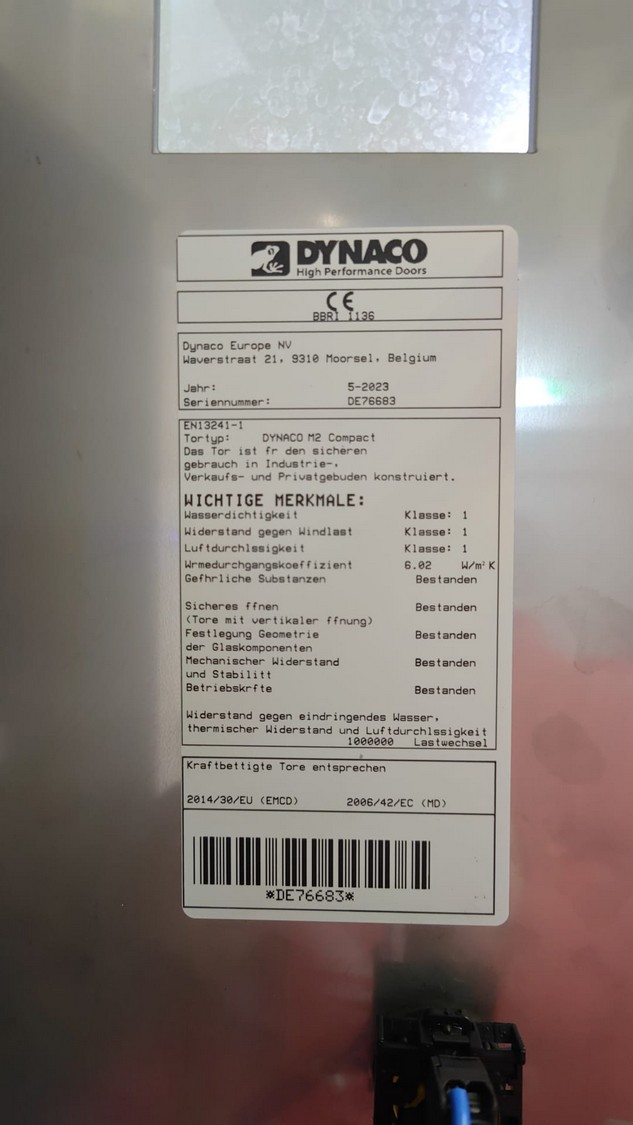 DYNACO
High Performance Doors
CE
BBRI 1136
Dynaco Europe NV
Waverstraat 21, 9310 Moorsel, Belgium
Jahr: 5-2023
Seriennummer: DE76683
EN13241-1
Tortyp: DYNACO M2 Compact
Das Tor ist fr den sicheren
gebrauch in Industrie-,
Verkaufs- und Privatgebuden konstruiert.
WICHTIGE MERKMALE:
Wasserdichtigkeit Klasse: 1
Widerstand gegen Windlast Klasse: 1
Luftdurchlssigkeit Klasse: 1
Wrmedurchgangskoeffizient 6.02 W/m²K
Gefhrliche Substanzen Bestanden
Sicheres ffnen Bestanden
(Tore mit vertikaler ffnung)
Festlegung Geometrie Bestanden
der Glaskomponenten
Mechanischer Widerstand Bestanden
und Stabilitt
Betriebskrfte Bestanden
Widerstand gegen eindringendes Wasser,
thermischer Widerstand und Luftdurchlssigkeit
1000000 Lastwechsel
Kraftbettigte Tore entsprechen
2014/30/EU (EMCD) 2006/42/EC (MD)
*DE76683*